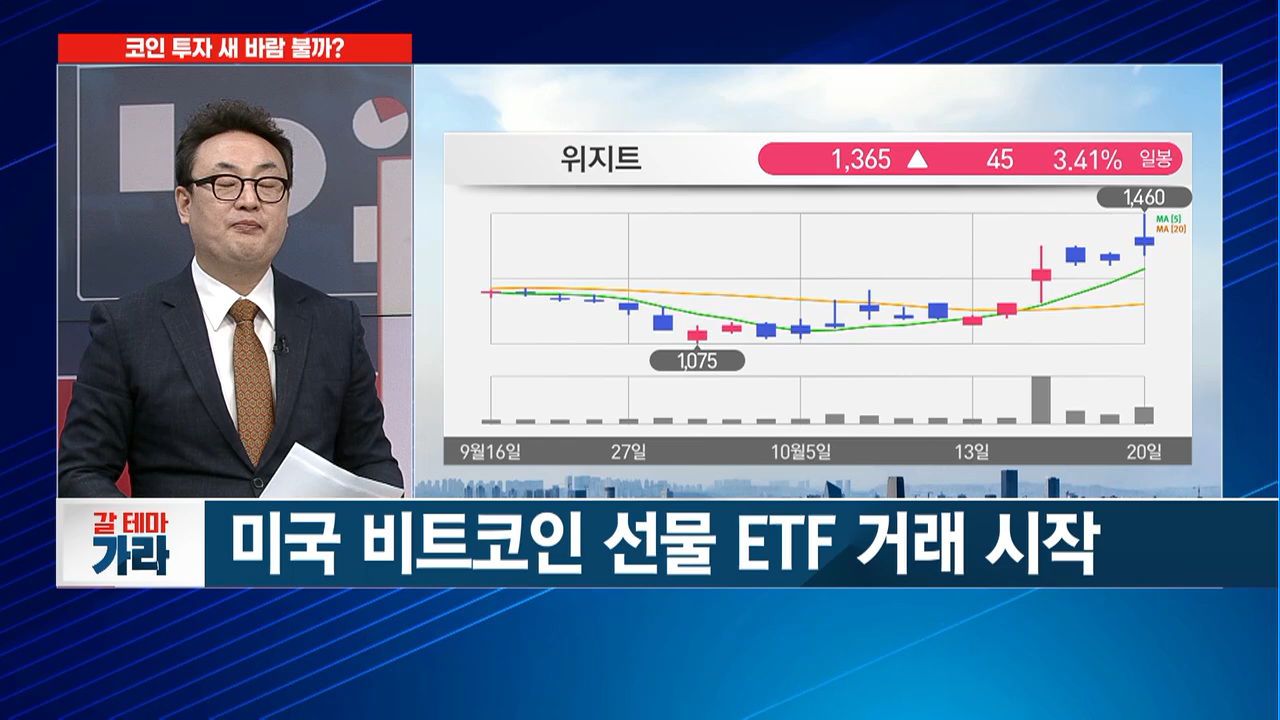 코인 투자 새 바람 불까?
위지트
1,365 ▲ 45 3.41% 일봉
1,460
MA [5]
MA [20]
1,075
9월16일 27일 10월5일 13일 20일
갈 테마
가라
미국 비트코인 선물 ETF 거래 시작